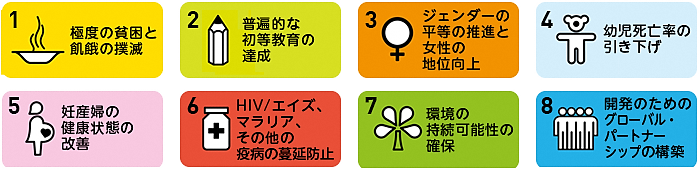 1
極度の貧困と
飢餓の撲滅
2
普遍的な
初等教育の
達成
3
ジェンダーの
平等の推進と
女性の
地位向上
4
幼児死亡率の
引き下げ
5
妊産婦の
健康状態の
改善
6
HIV/エイズ、
マラリア、
その他の
疫病の蔓延防止
7
環境の
持続可能性の
確保
8
開発のための
グローバル・
パートナー
シップの構築